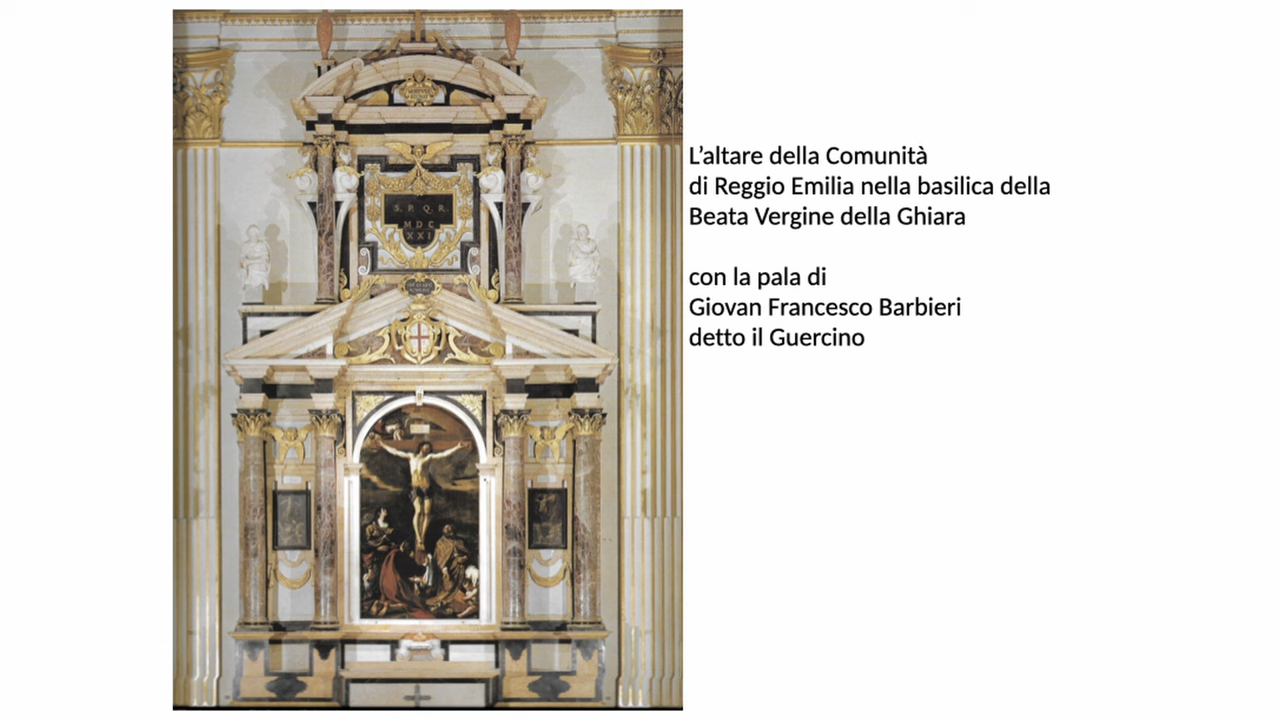 S. P. Q. R.
MDC
XXI
L'altare della Comunità
di Reggio Emilia nella basilica della
Beata Vergine della Ghiara
con la pala di
Giovan Francesco Barbieri
detto il Guercino